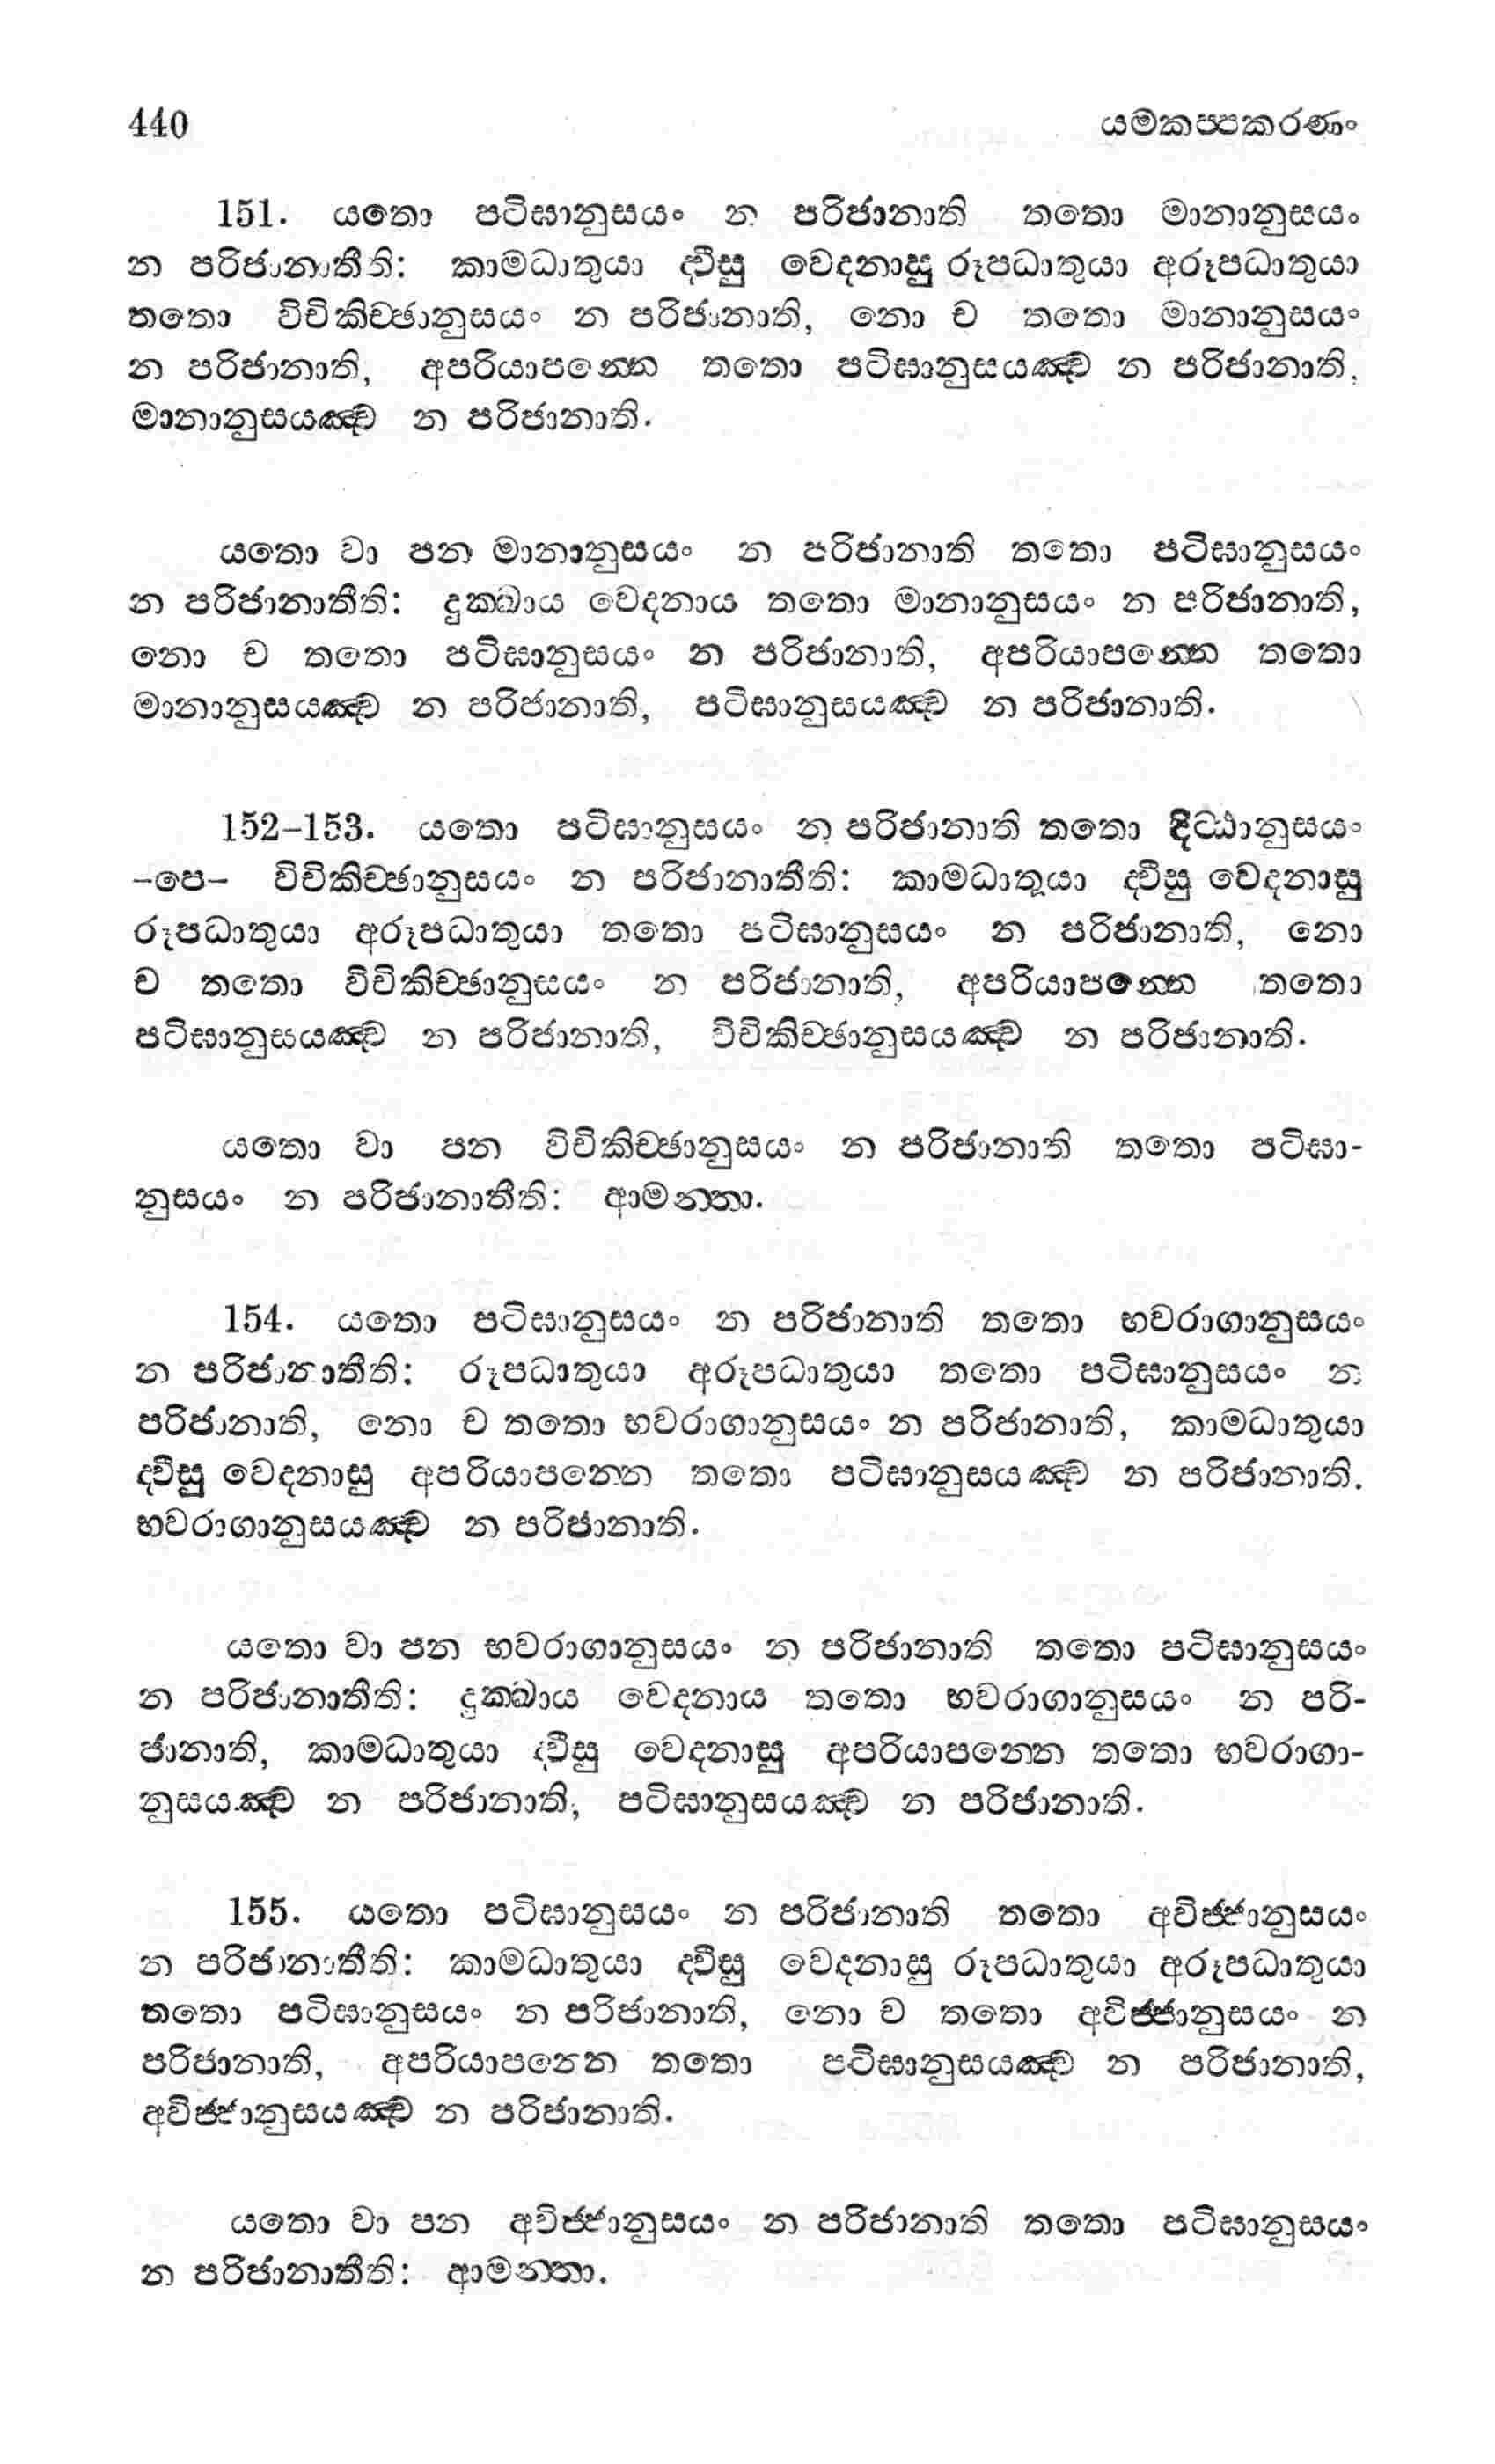 440 යමකප්පකරණං
151. යතො පටිඝානුසයං න පරිජානාති තතො මානානුසයං
න පරිජානාතීති: කාමධාතුයා ද්වීසු වෙදනාසු රූපධාතුයා අරූපධාතුයා
තතො විචිකිච්ඡානුසයං න පරිජානාති, නො ච තතො මානානුසයං
න පරිජානාති, අපරියාපන්නෙ තතො පටිඝානුසයඤ්ච න පරිජානාති,
මානානුසයඤ්ච න පරිජානාති.
යතො වා පන මානානුසයං න පරිජානාති තතො පටිඝානුසයං
න පරිජානාතීති: දුක්ඛාය වෙදනාය තතො මානානුසයං න පරිජානාති,
නො ච තතො පටිඝානුසයං න පරිජානාති, අපරියාපන්නෙ තතො
මානානුසයඤ්ච න පරිජානාති, පටිඝානුසයඤ්ච න පරිජානාති.
152–153. යතො පටිඝානුසයං න පරිජානාති තතො දිට්ඨානුසයං
–පෙ– විචිකිච්ඡානුසයං න පරිජානාතීති: කාමධාතූයා ද්වීසු වෙදනාසු
රූපධාතුයා අරූපධාතුයා තතො පටිඝානුසයං න පරිජානාති, නො
ච තතො විචිකිච්ඡානුසයං න පරිජානාති, අපරියාපන්නෙ තතො
පටිඝානුසයඤ්ච න පරිජානාති, විචිකිච්ඡානුසයඤ්ච න පරිජානාති.
යතො වා පන විචිකිච්ඡානුසයං න පරිජානාති තතො පටිඝා-
නුසයං න පරිජානාතීති: ආමන්තා.
154. යතො පටිඝානුසයං න පරිජානාති තතො භවරාගානුසයං
න පරිජානාතීති: රූපධාතුයා අරූපධාතුයා තතො පටිඝානුසයං න
පරිජානාති, නො ච තතො භවරාගානුසයං න පරිජානාති, කාමධාතුයා
ද්වීසු වෙදනාසු අපරියාපන්නෙ තතො පටිඝානුසයඤ්ච න පරිජානාති.
භවරාගානුසයඤ්ච න පරිජානාති.
යතො වා පන භවරාගානුසයං න පරිජානාති තතො පටිඝානුසයං
න පරිජානාතීති: දුක්ඛාය වෙදනාය තතො භවරාගානුසයං න පරි-
ජානාති, කාමධාතුයා ද්වීසු වෙදනාසු අපරියාපන්නෙ තතො භවරාගා-
නුසයඤ්ච න පරිජානාති, පටිඝානුසයඤ්ච න පරිජානාති.
155. යතො පටිඝානුසයං න පරිජානාති තතො අවිජ්ජානුසයං
න පරිජානාතීති: කාමධාතුයා ද්වීසු වෙදනාසු රූපධාතුයා අරූපධාතුයා
තතො පටිඝානුසයං න පරිජානාති, නො ච තතො අවිජ්ජානුසයං න
පරිජානාති, අපරියාපන්නෙ තතො පටිඝානුසයඤ්ච න පරිජානාති,
අවිජ්ජානුසයඤ්ච න පරිජානාති.
යතො වා පන අවිජ්ජානුසයං න පරිජානාති තතො පටිඝානුසයං
න පරිජානාතීති: ආමන්තා.